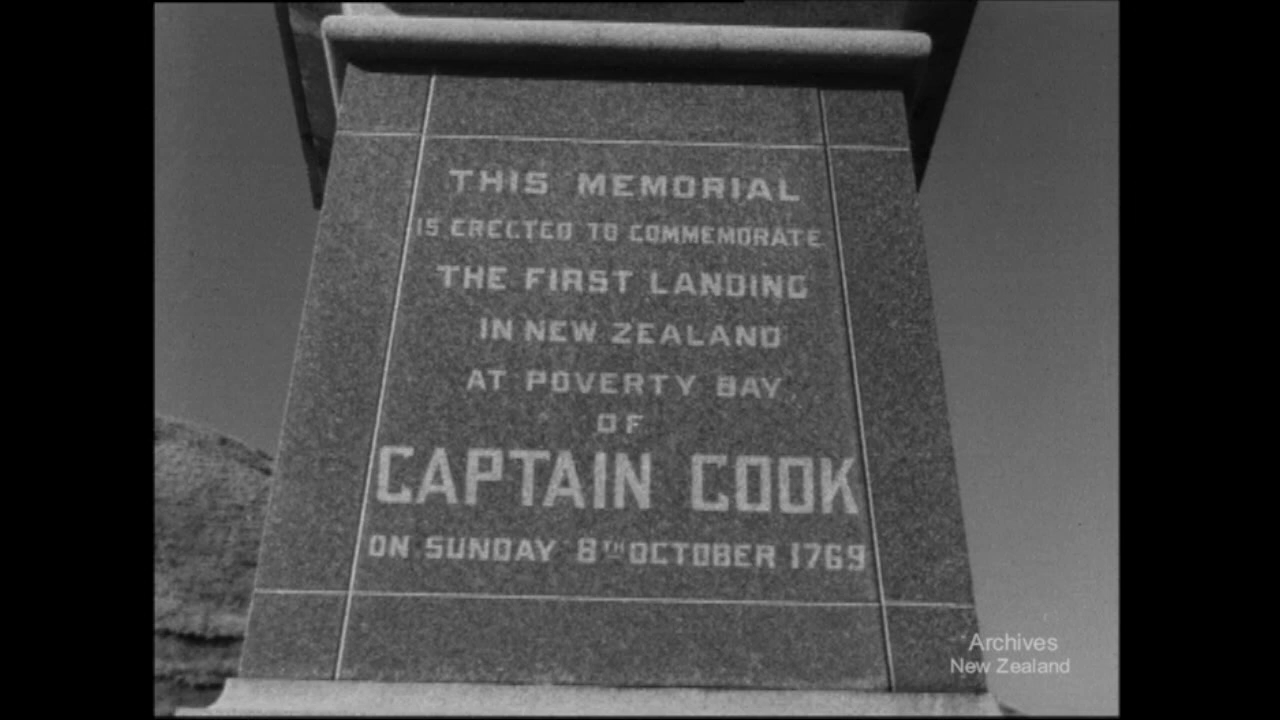 THIS MEMORIAL
IS ERECTED TO COMMEMORATE
THE FIRST LANDING
IN NEW ZEALAND
AT POVERTY BAY
OF
CAPTAIN COOK
ON SUNDAY 8TH OCTOBER 1769
Archives
New Zealand